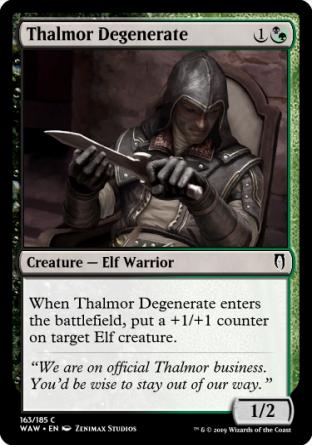 Thalmor Degenerate 1
Creature — Elf Warrior
When Thalmor Degenerate enters
the battlefield, put a +1/+1 counter
on target Elf creature.
“We are on official Thalmor business.
You’d be wise to stay out of our way.”
1/2
163/185 C
WAW • EN Zenimax Studios
™ & © 2019 Wizards of the Coast